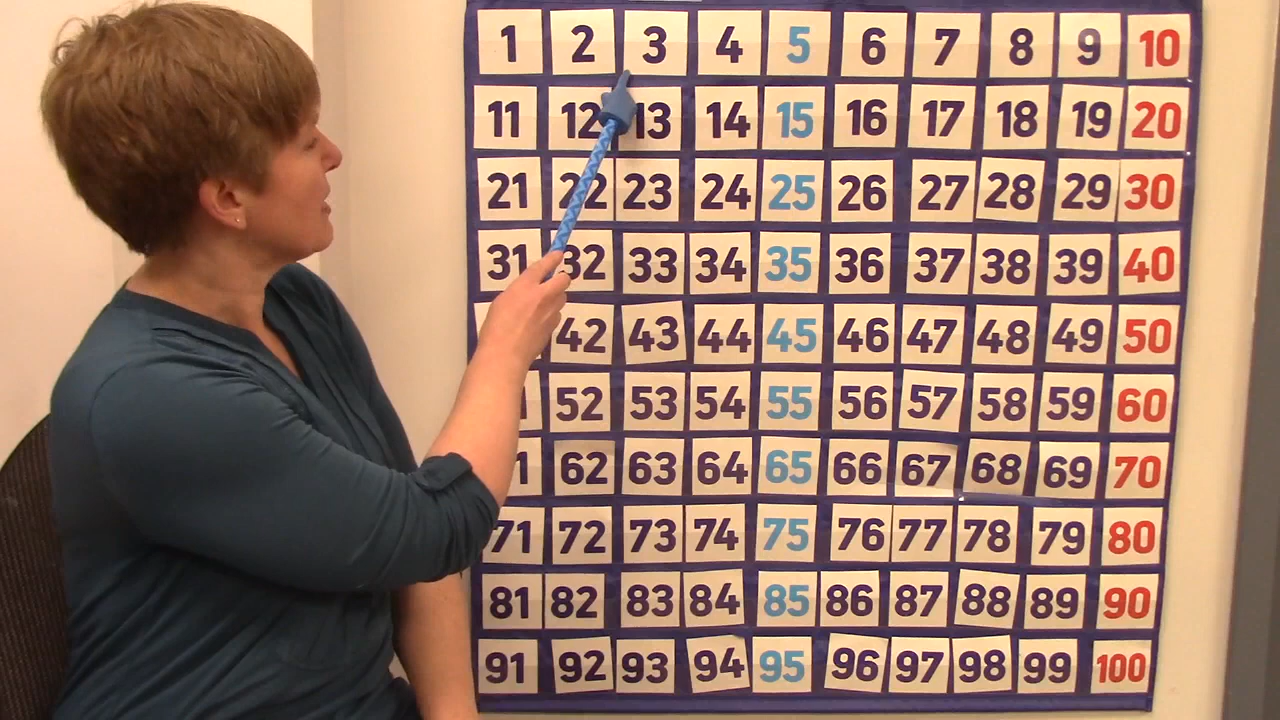 1 2 3 4 5 6 7 8 9 10
11 12 13 14 15 16 17 18 19 20
21 22 23 24 25 26 27 28 29 30
31 32 33 34 35 36 37 38 39 40
42 43 44 45 46 47 48 49 50
1 52 53 54 55 56 57 58 59 60
1 62 63 64 65 66 67 68 69 70
71 72 73 74 75 76 77 78 79 80
81 82 83 84 85 86 87 88 89 90
91 92 93 94 95 96 97 98 99 100